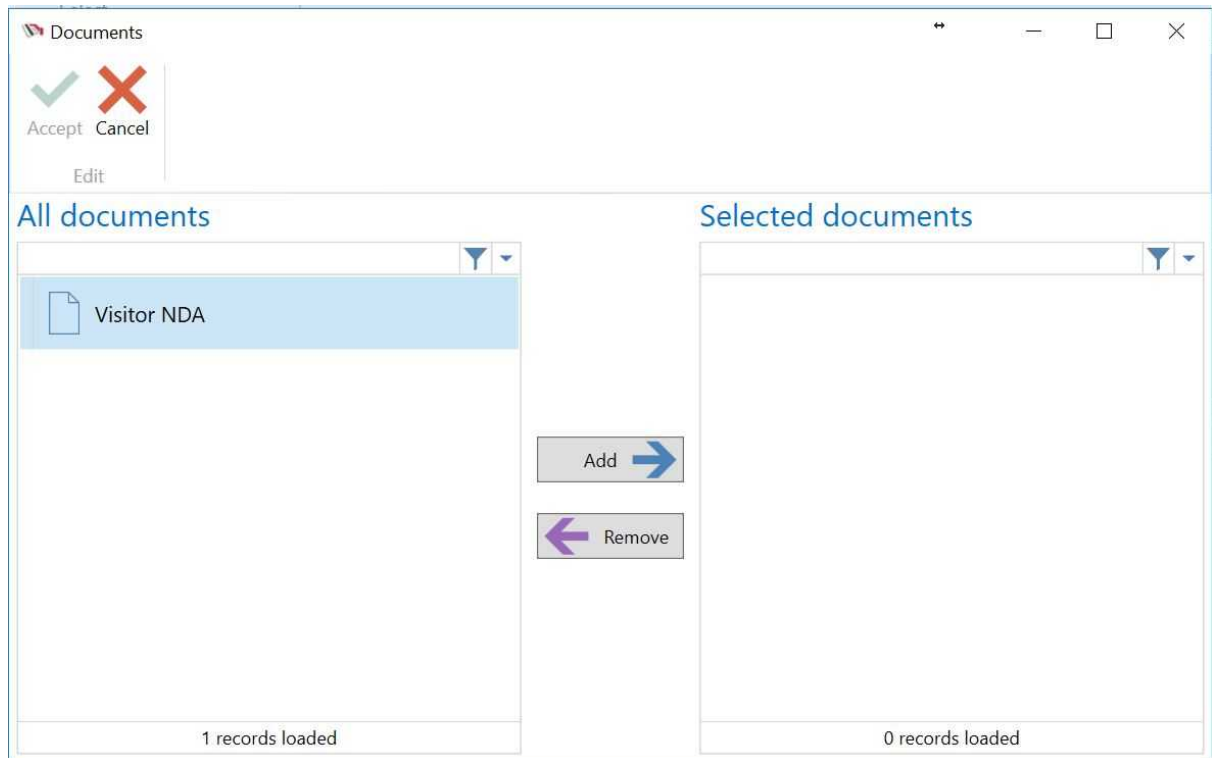 Documents
Accept Cancel
Edit
All documents
Selected documents
Visitor NDA
Add
Remove
1 records loaded
0 records loaded